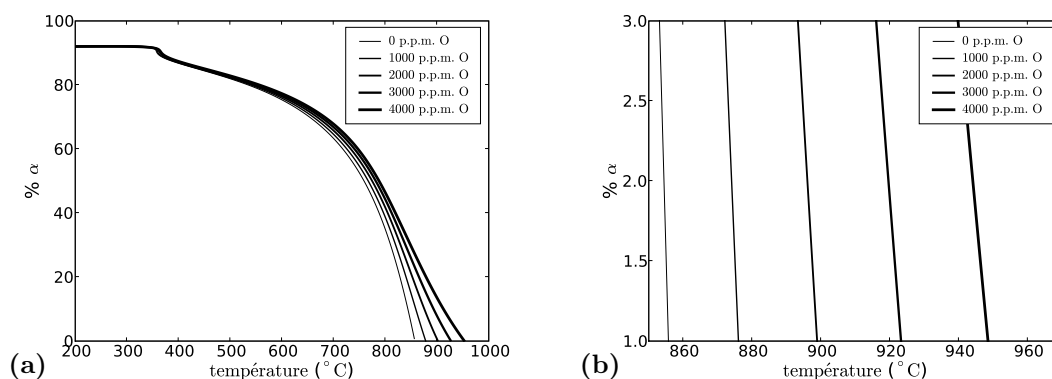 100
80
60
40
20
0
% α
200 300 400 500 600 700 800 900 1000
température (°C)
0 p.p.m. O
1000 p.p.m. O
2000 p.p.m. O
3000 p.p.m. O
4000 p.p.m. O
(a)
3.0
2.5
2.0
1.5
1.0
% α
860 880 900 920 940 960
température (°C)
0 p.p.m. O
1000 p.p.m. O
2000 p.p.m. O
3000 p.p.m. O
4000 p.p.m. O
(b)